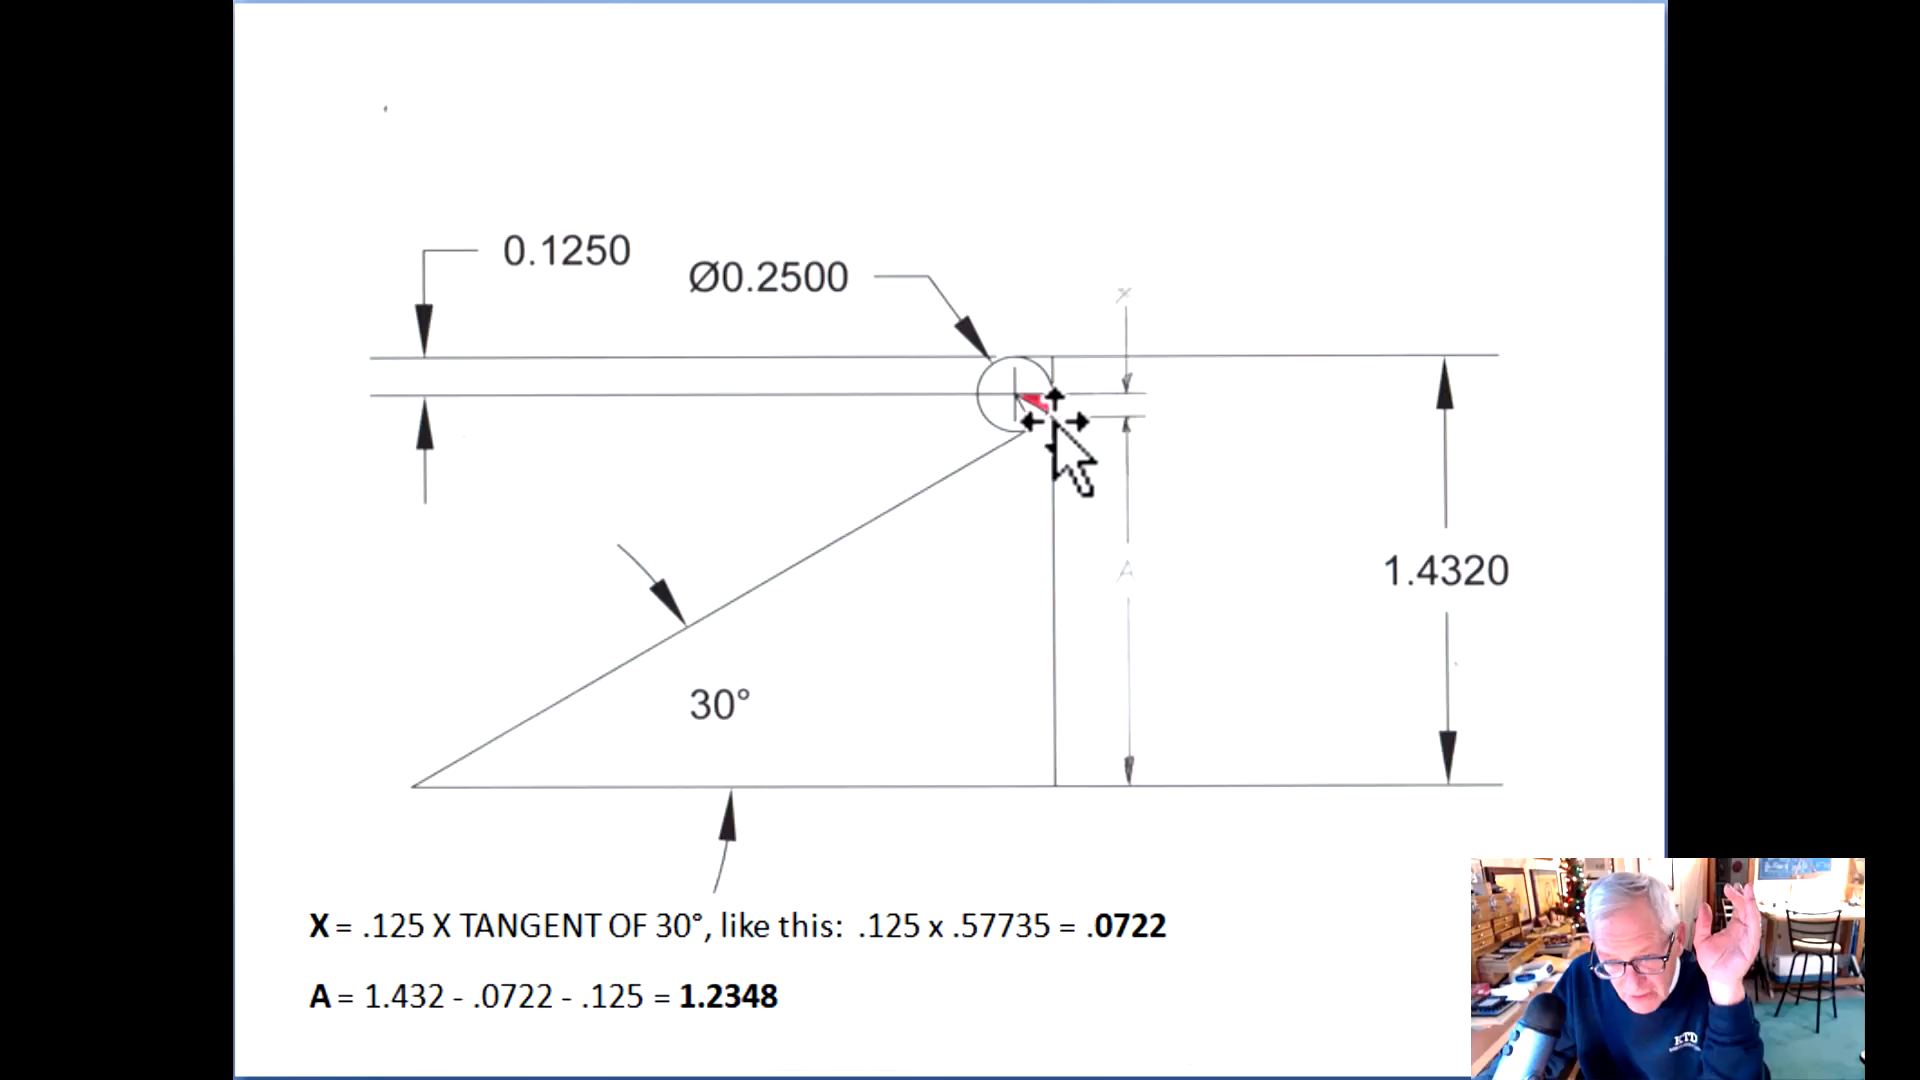 0.1250
Ø0.2500
X
A
1.4320
30°
X = .125 X TANGENT OF 30°, like this: .125 x .57735 = .0722
A = 1.432 - .0722 - .125 = 1.2348
KTD